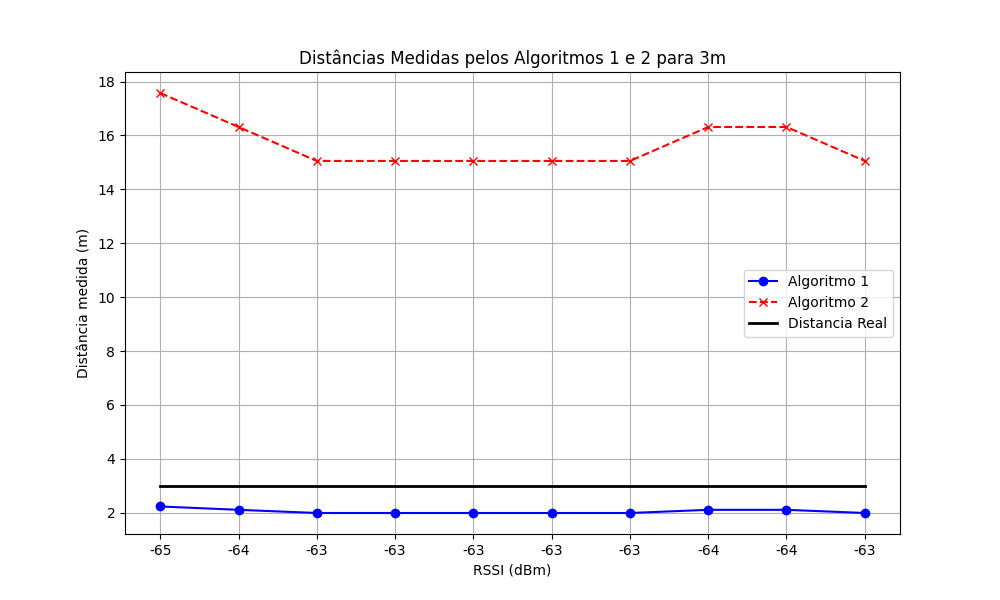 Distâncias Medidas pelos Algoritmos 1 e 2 para 3m
Distância medida (m)
18
16
14
12
10
8
6
4
2
Algoritmo 1
Algoritmo 2
Distancia Real
-65 -64 -63 -63 -63 -63 -63 -64 -64 -63
RSSI (dBm)